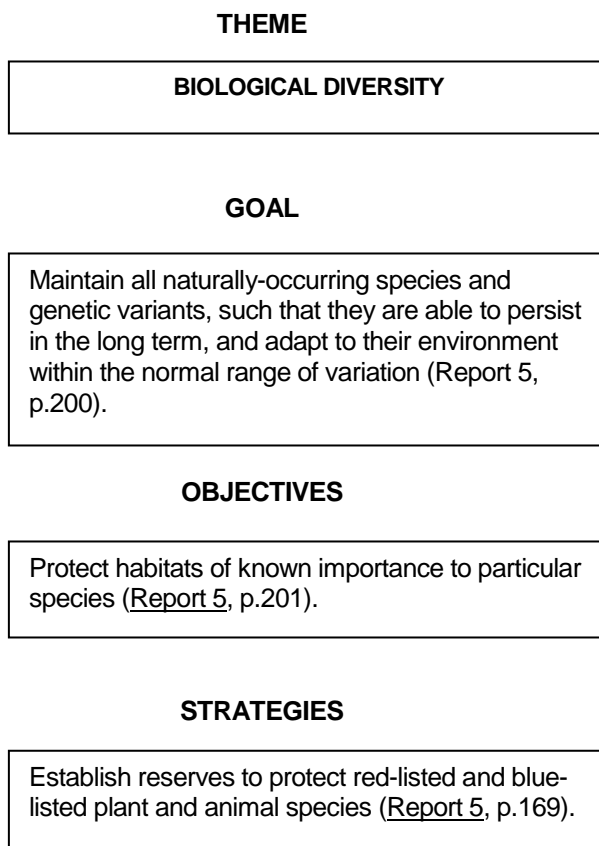 THEME
BIOLOGICAL DIVERSITY
GOAL
Maintain all naturally-occurring species and
genetic variants, such that they are able to persist
in the long term, and adapt to their environment
within the normal range of variation (Report 5,
p.200).
OBJECTIVES
Protect habitats of known importance to particular
species (Report 5, p.201).
STRATEGIES
Establish reserves to protect red-listed and blue-
listed plant and animal species (Report 5, p.169).